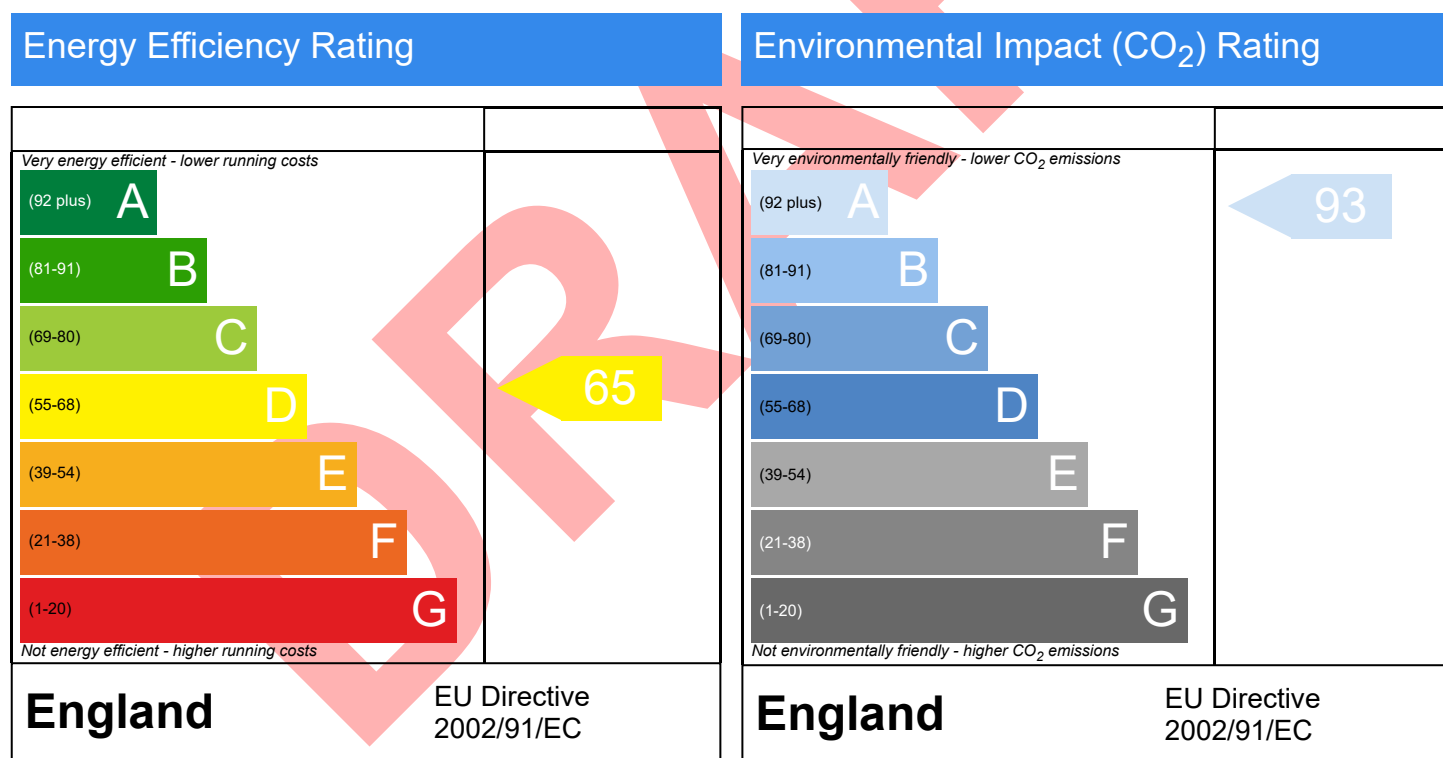 Energy Efficiency Rating
Very energy efficient - lower running costs
(92 plus) A
(81-91) B
(69-80) C
(55-68) D
(39-54) E
(21-38) F
(1-20) G
65
Not energy efficient - higher running costs
England
EU Directive
2002/91/EC
Environmental Impact (CO2) Rating
Very environmentally friendly - lower CO2 emissions
(92 plus) A
(81-91) B
(69-80) C
(55-68) D
(39-54) E
(21-38) F
(1-20) G
93
Not environmentally friendly - higher CO2 emissions
England
EU Directive
2002/91/EC